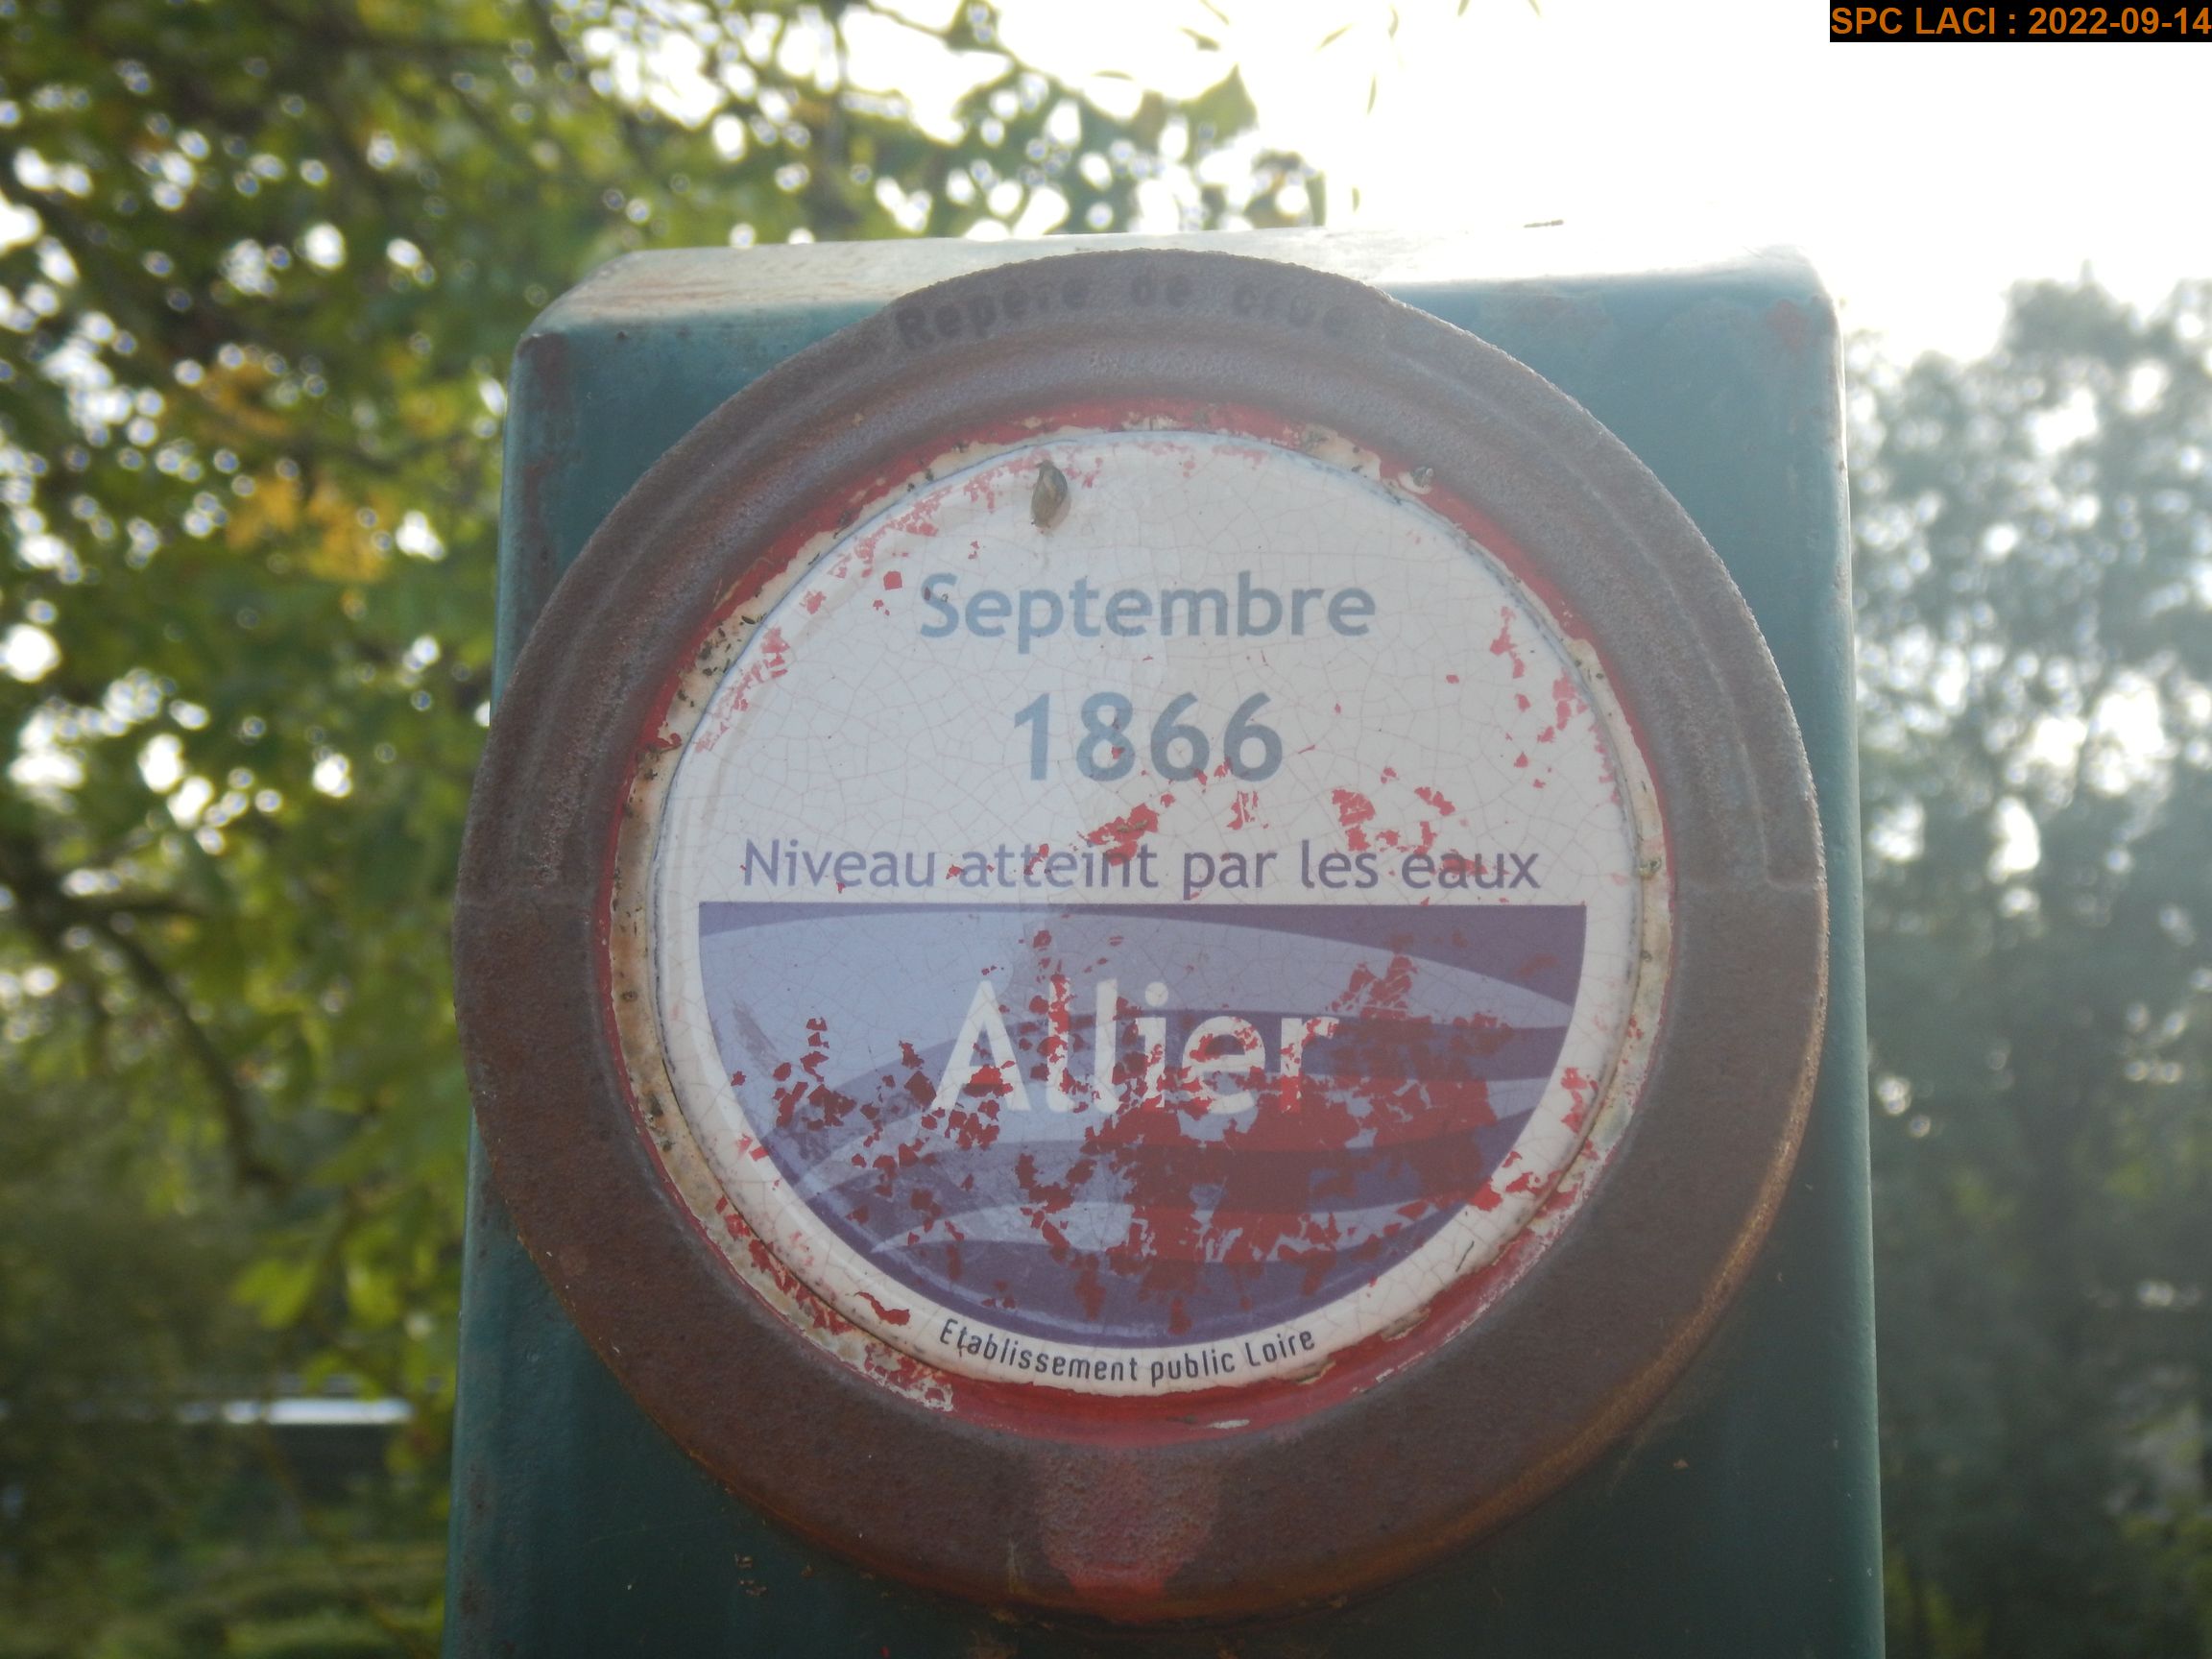 SPC LACI : 2022-09-14
Repère de crue
Septembre
1866
Niveau atteint par les eaux
Allier
Etablissement public Loire